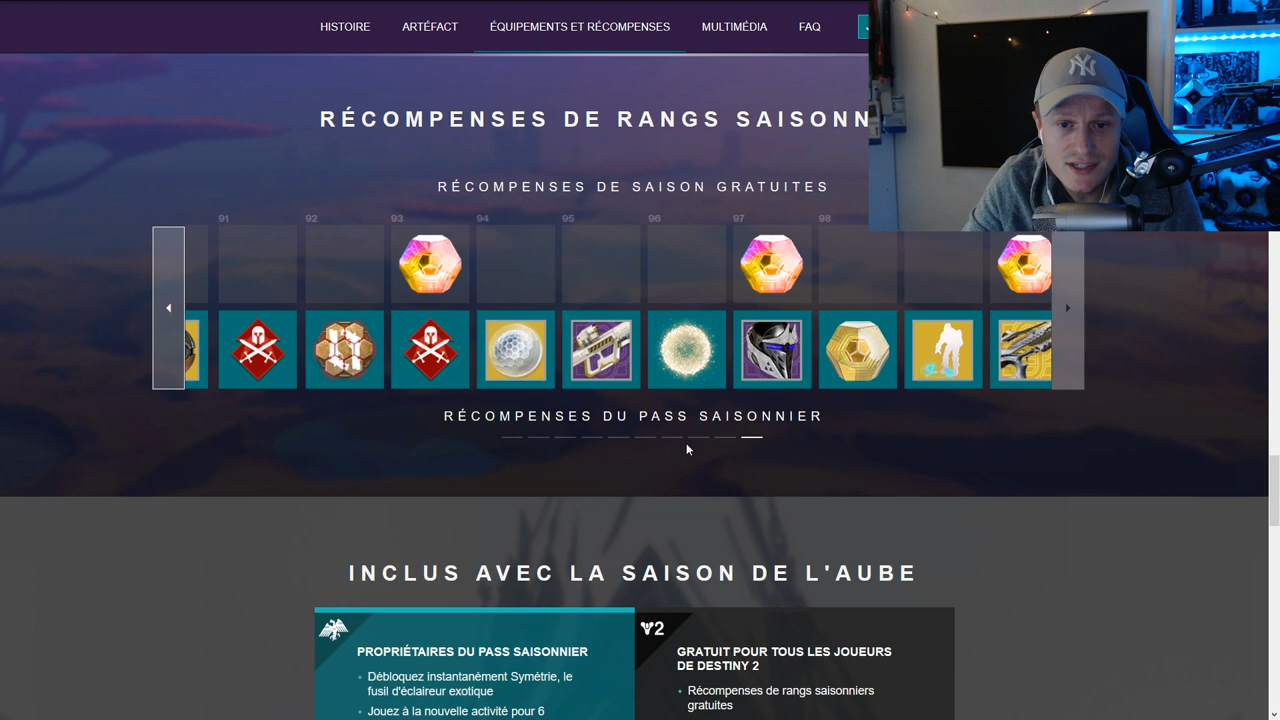 HISTOIRE ARTÉFACT ÉQUIPEMENTS ET RÉCOMPENSES MULTIMÉDIA FAQ
RÉCOMPENSES DE RANGS SAISONN
RÉCOMPENSES DE SAISON GRATUITES
91 92 93 94 95 96 97 98
RÉCOMPENSES DU PASS SAISONNIER
INCLUS AVEC LA SAISON DE L'AUBE
2
PROPRIÉTAIRES DU PASS SAISONNIER
Débloquez instantanément Symétrie, le
fusil d'éclaireur exotique
Jouez à la nouvelle activité pour 6
GRATUIT POUR TOUS LES JOUEURS
DE DESTINY 2
Récompenses de rangs saisonniers
gratuites